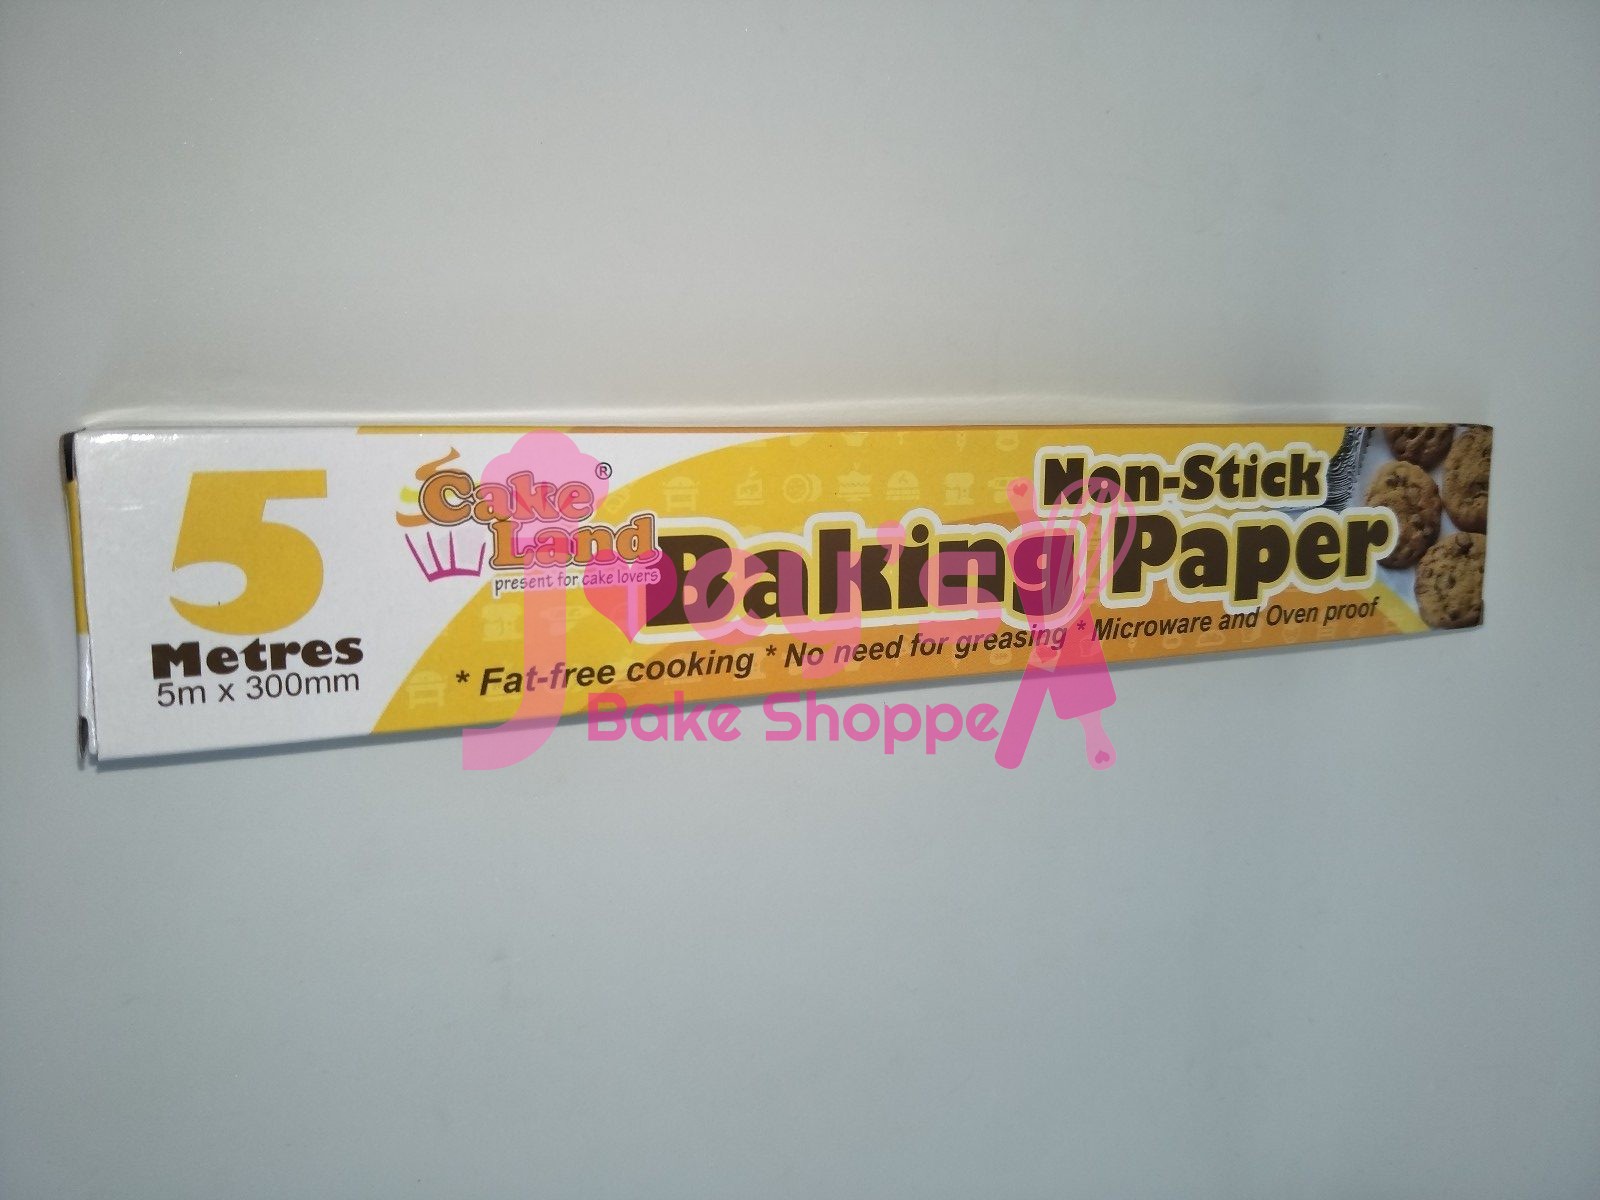 5
Metres
5m x 300mm
Cake ®
Land
present for cake lovers
Non-Stick
Baking Paper
* Fat-free cooking * No need for greasing * Microware and Oven proof
Bake Shoppe